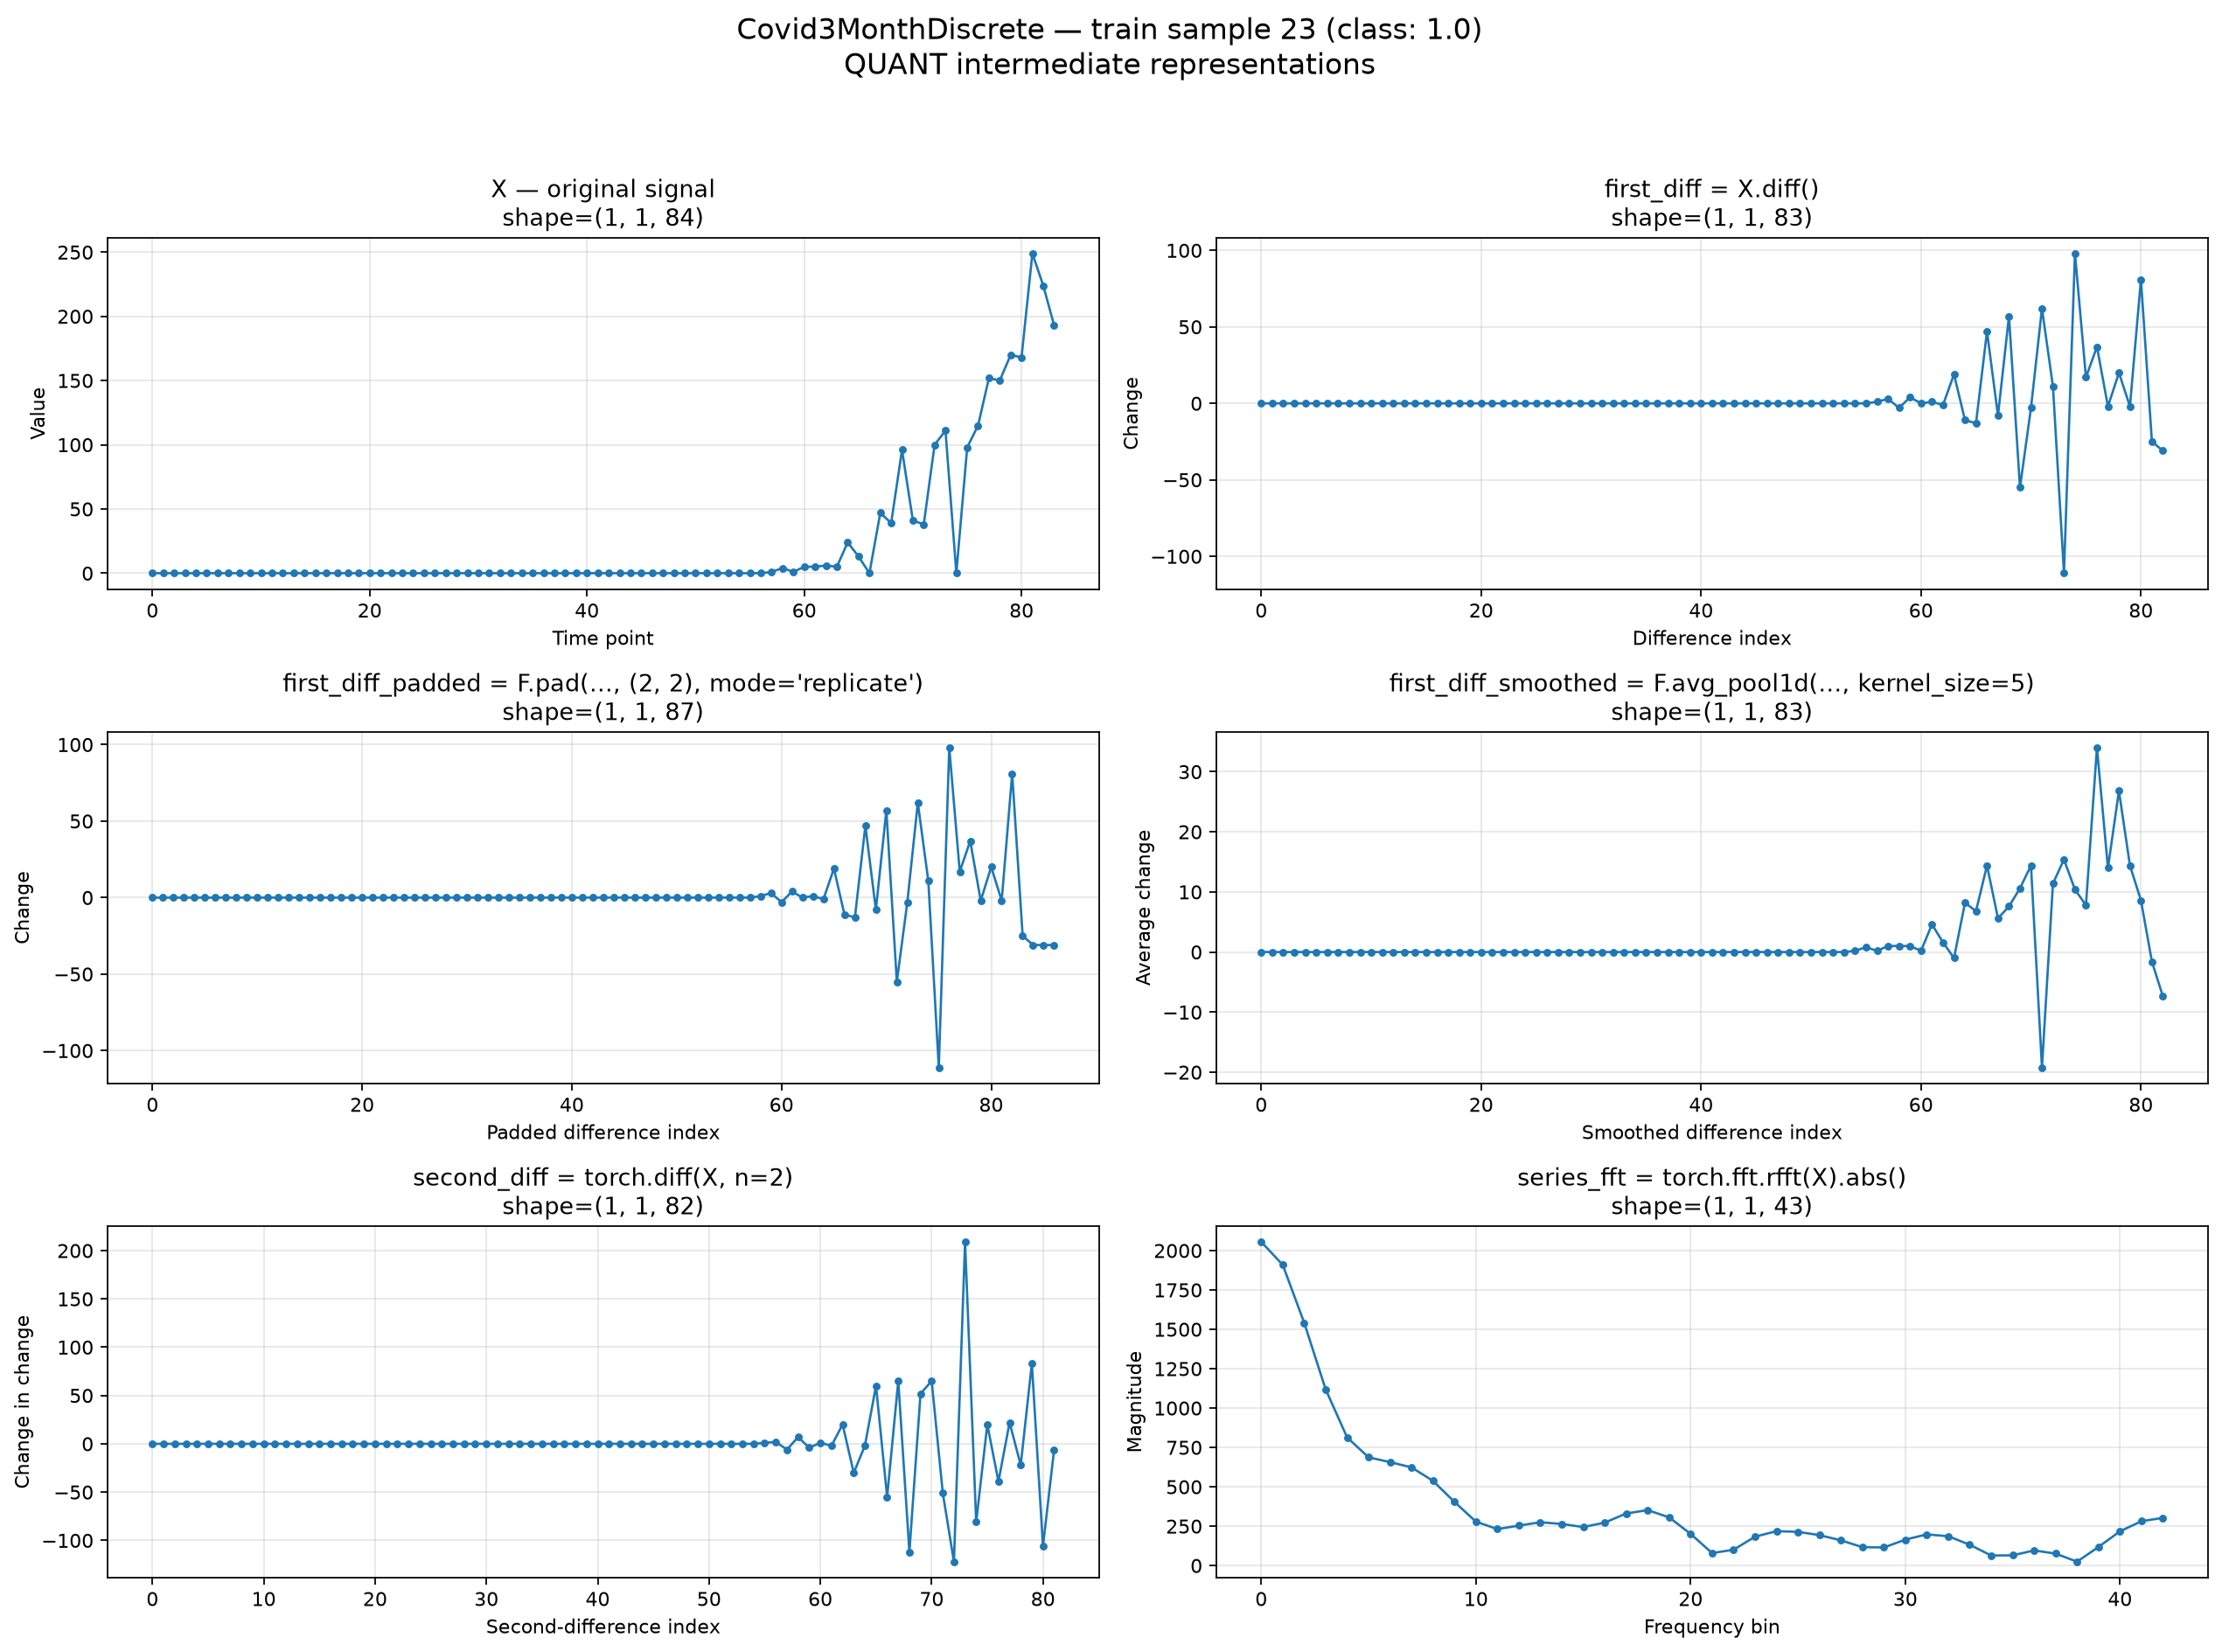 Covid3MonthDiscrete — train sample 23 (class: 1.0)
QUANT intermediate representations
X — original signal
shape=(1, 1, 84)
250
200
150
100
50
0
Value
0 20 40 60 80
Time point
first_diff = X.diff()
shape=(1, 1, 83)
100
50
0
−50
−100
Change
0 20 40 60 80
Difference index
first_diff_padded = F.pad(..., (2, 2), mode='replicate')
shape=(1, 1, 87)
100
50
0
−50
−100
Change
0 20 40 60 80
Padded difference index
first_diff_smoothed = F.avg_pool1d(..., kernel_size=5)
shape=(1, 1, 83)
30
20
10
0
−10
−20
Average change
0 20 40 60 80
Smoothed difference index
second_diff = torch.diff(X, n=2)
shape=(1, 1, 82)
200
150
100
50
0
−50
−100
Change in change
0 10 20 30 40 50 60 70 80
Second-difference index
series_fft = torch.fft.rfft(X).abs()
shape=(1, 1, 43)
2000
1750
1500
1250
1000
750
500
250
0
Magnitude
0 10 20 30 40
Frequency bin